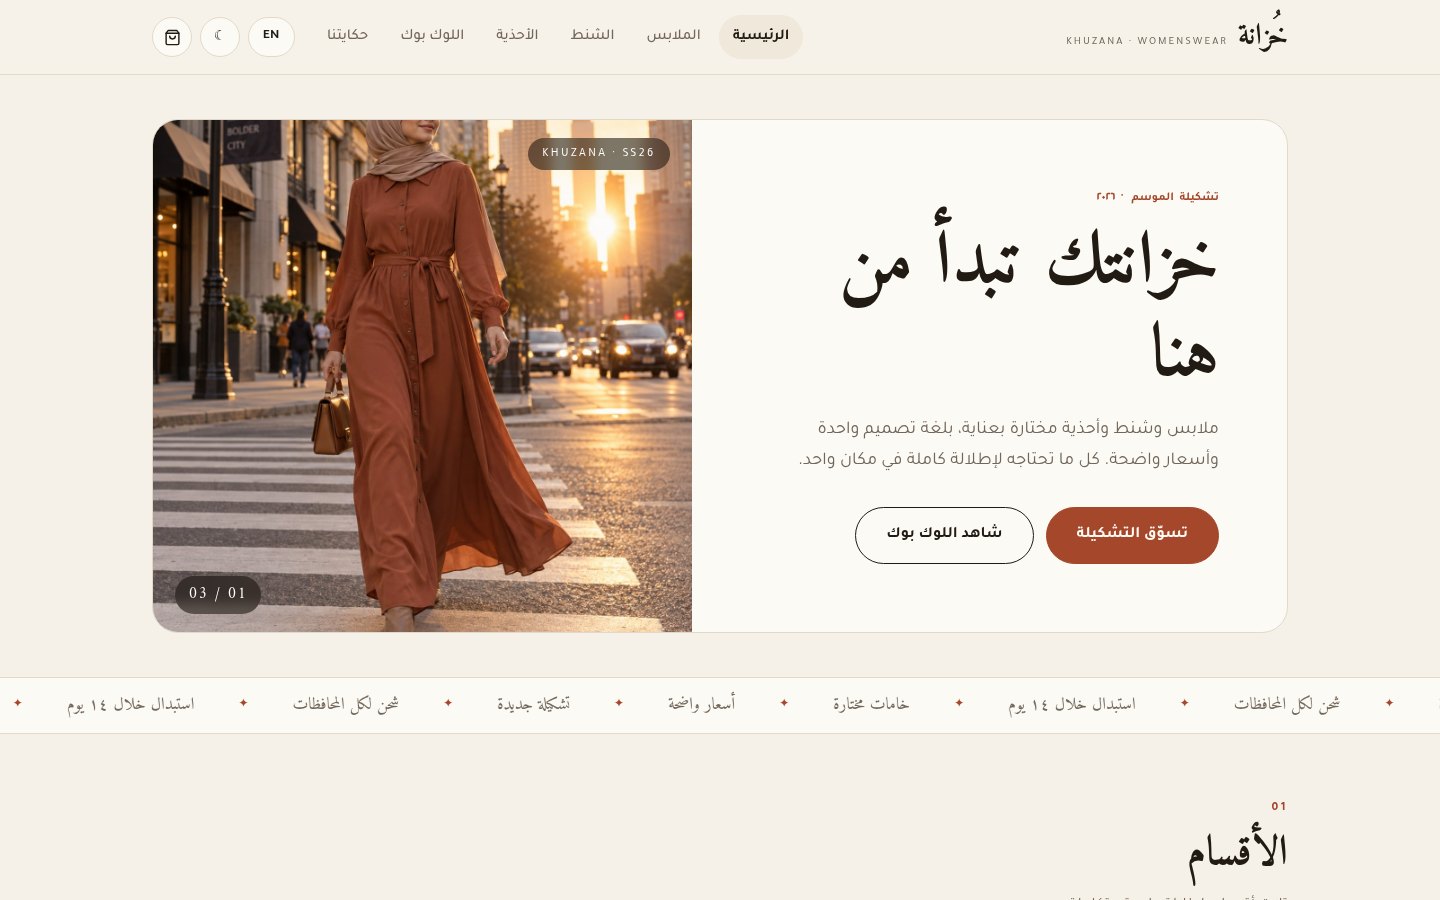 خُزانة
KHUZANA · WOMENSWEAR
الرئيسية
الملابس
الشنط
الأحذية
اللوك بوك
حكايتنا
EN
تشكيلة الموسم · ٢٠٢٦
خزانتك تبدأ من
هنا
ملابس وشنط وأحذية مختارة بعناية، بلغة تصميم واحدة
وأسعار واضحة. كل ما تحتاجه لإطلالة كاملة في مكان واحد.
تسوّق التشكيلة
شاهد اللوك بوك
BOLDER
CITY
KHUZANA · SS26
03 / 01
شحن لكل المحافظات ✦ استبدال خلال ١٤ يوم ✦ خامات مختارة ✦ أسعار واضحة ✦ تشكيلة جديدة ✦ شحن لكل المحافظات ✦ استبدال خلال ١٤ يوم ✦
01
الأقسام